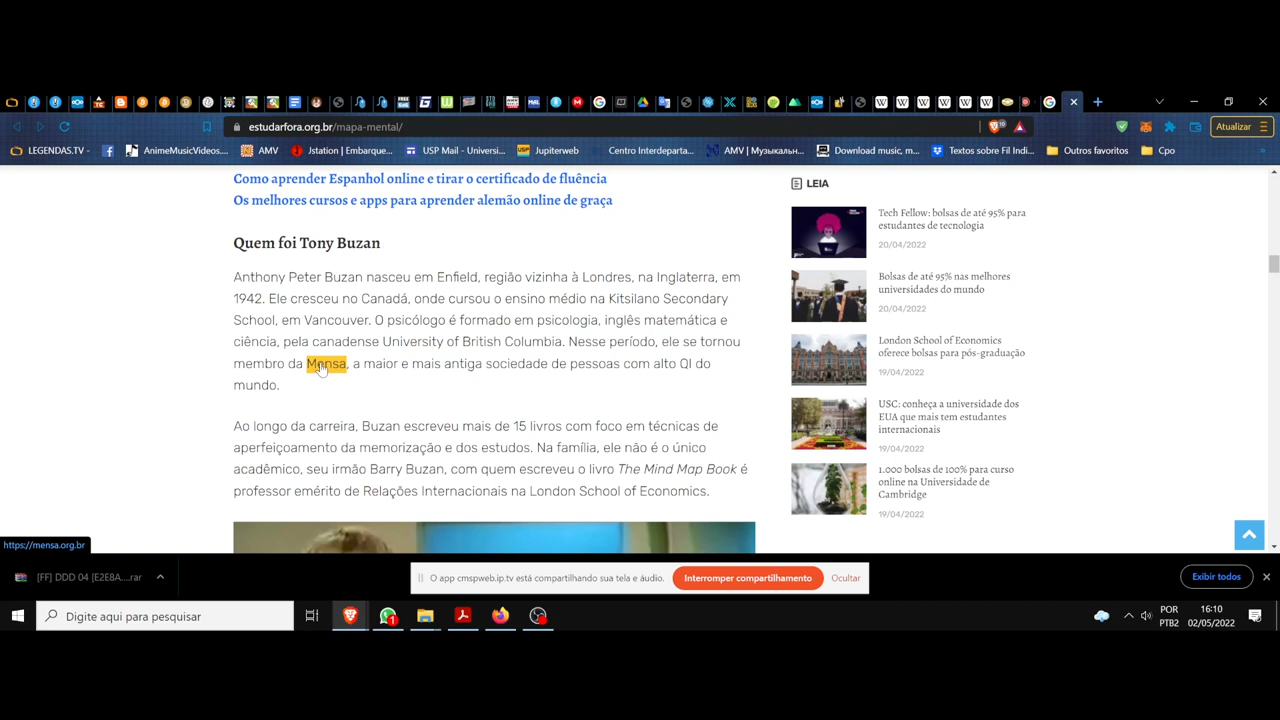 estudarfora.org.br/mapa-mental/
Atualizar
LEGENDAS.TV
AnimeMusicVideos...
AMV
Jstation | Embarque...
USP Mail - Universi...
Jupiterweb
Centro Interdeparta...
AMV | Музыкальн...
Download music, m...
Textos sobre Fil Indi...
Outros favoritos
Cpo
Como aprender Espanhol online e tirar o certificado de fluência
Os melhores cursos e apps para aprender alemão online de graça
Quem foi Tony Buzan
Anthony Peter Buzan nasceu em Enfield, região vizinha à Londres, na Inglaterra, em
1942. Ele cresceu no Canadá, onde cursou o ensino médio na Kitsilano Secondary
School, em Vancouver. O psicólogo é formado em psicologia, inglês matemática e
ciência, pela canadense University of British Columbia. Nesse período, ele se tornou
membro da Mensa, a maior e mais antiga sociedade de pessoas com alto QI do
mundo.
Ao longo da carreira, Buzan escreveu mais de 15 livros com foco em técnicas de
aperfeiçoamento da memorização e dos estudos. Na família, ele não é o único
acadêmico, seu irmão Barry Buzan, com quem escreveu o livro The Mind Map Book é
professor emérito de Relações Internacionais na London School of Economics.
LEIA
Tech Fellow: bolsas de até 95% para
estudantes de tecnologia
20/04/2022
Bolsas de até 95% nas melhores
universidades do mundo
20/04/2022
London School of Economics
oferece bolsas para pós-graduação
19/04/2022
USC: conheça a universidade dos
EUA que mais tem estudantes
internacionais
19/04/2022
1.000 bolsas de 100% para curso
online na Universidade de
Cambridge
19/04/2022
https://mensa.org.br
[FF] DDD 04 [E2E8A....rar
O app cmspweb.ip.tv está compartilhando sua tela e áudio.
Interromper compartilhamento
Ocultar
Exibir todos
Digite aqui para pesquisar
POR
PTB2
16:10
02/05/2022